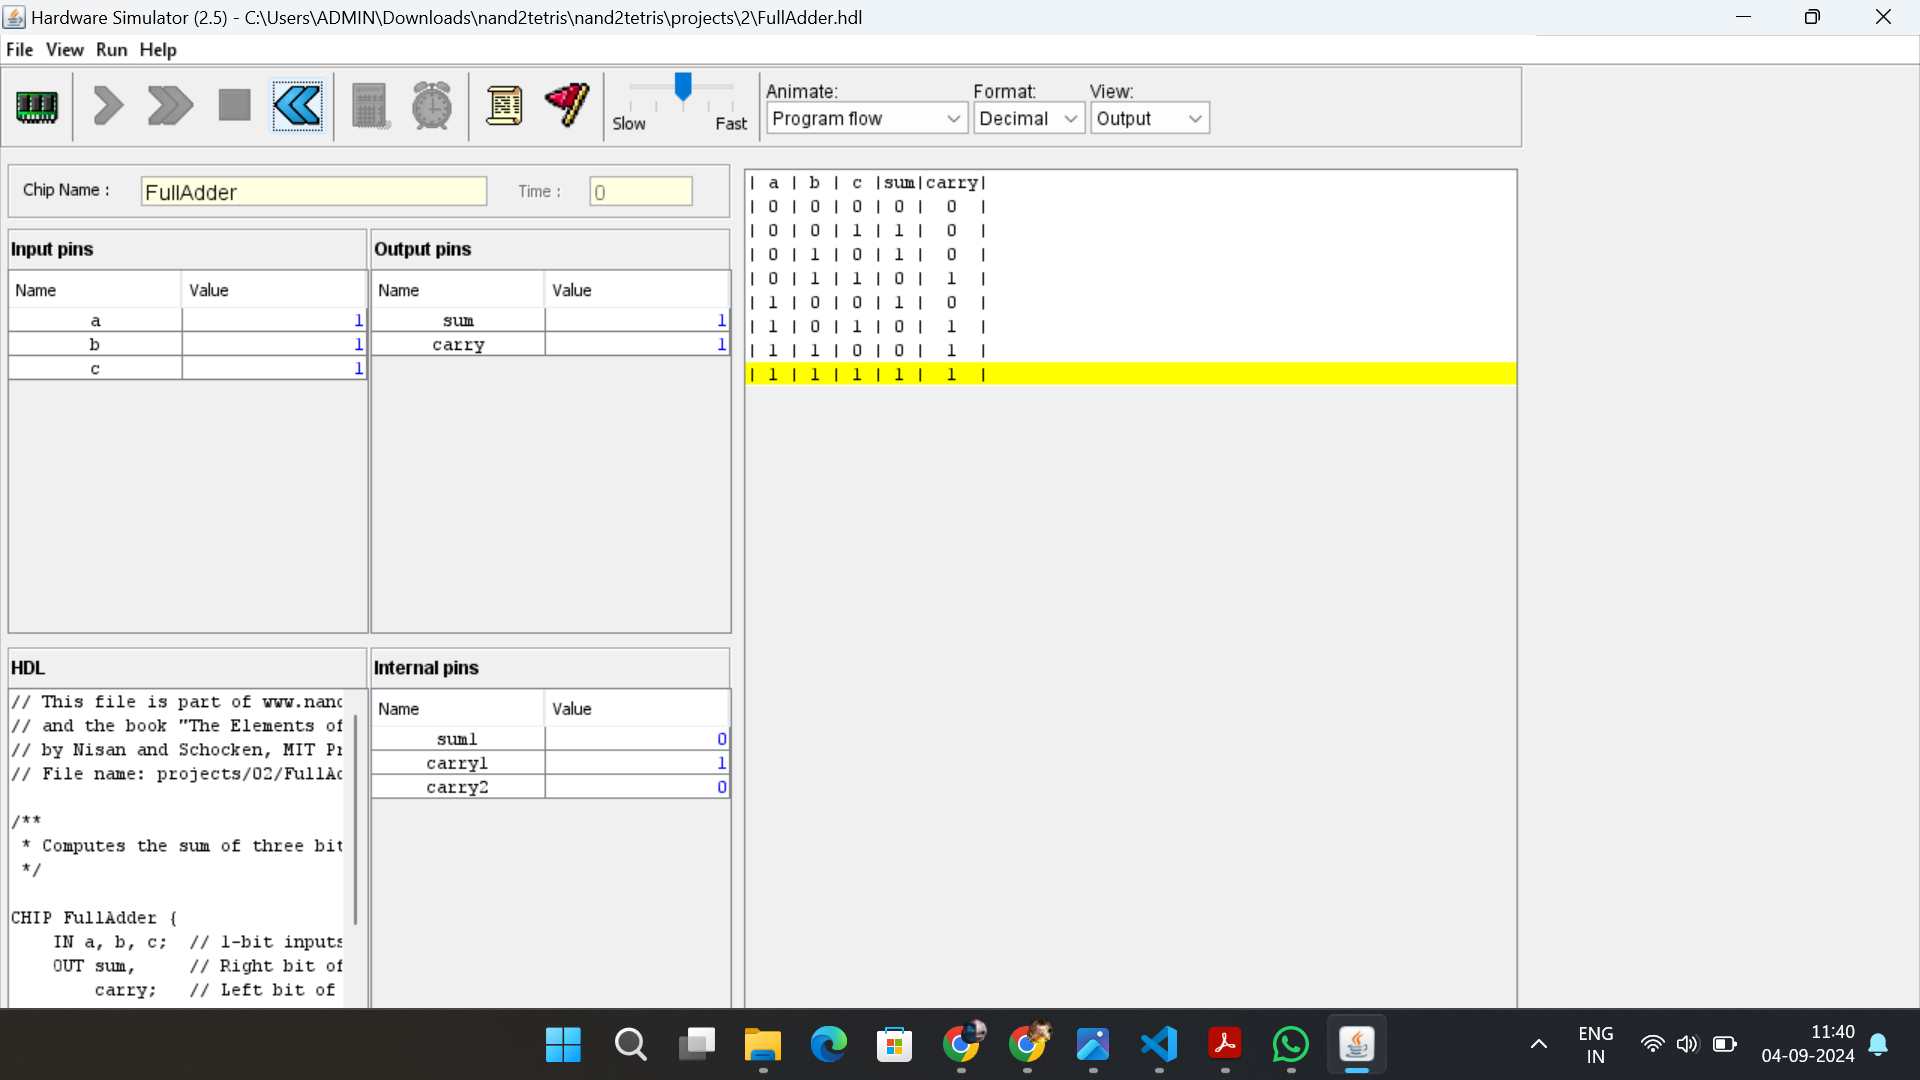 Hardware Simulator (2.5) - C:\Users\ADMIN\Downloads\nand2tetris\nand2tetris\projects\2\FullAdder.hdl
File View Run Help
Slow Fast
Animate: Format: View:
Program flow Decimal Output
Chip Name : FullAdder Time : 0
Input pins
Name Value
a 1
b 1
c 1
Output pins
Name Value
sum 1
carry 1
| a | b | c |sum|carry|
| 0 | 0 | 0 | 0 | 0 |
| 0 | 0 | 1 | 1 | 0 |
| 0 | 1 | 0 | 1 | 0 |
| 0 | 1 | 1 | 0 | 1 |
| 1 | 0 | 0 | 1 | 0 |
| 1 | 0 | 1 | 0 | 1 |
| 1 | 1 | 0 | 0 | 1 |
| 1 | 1 | 1 | 1 | 1 |
HDL
// This file is part of www.nand
// and the book "The Elements of
// by Nisan and Schocken, MIT Pr
// File name: projects/02/FullAd
/**
* Computes the sum of three bit
*/
CHIP FullAdder {
IN a, b, c; // 1-bit inputs
OUT sum, // Right bit of
carry; // Left bit of
Internal pins
Name Value
sum1 0
carry1 1
carry2 0
ENG
IN
11:40
04-09-2024